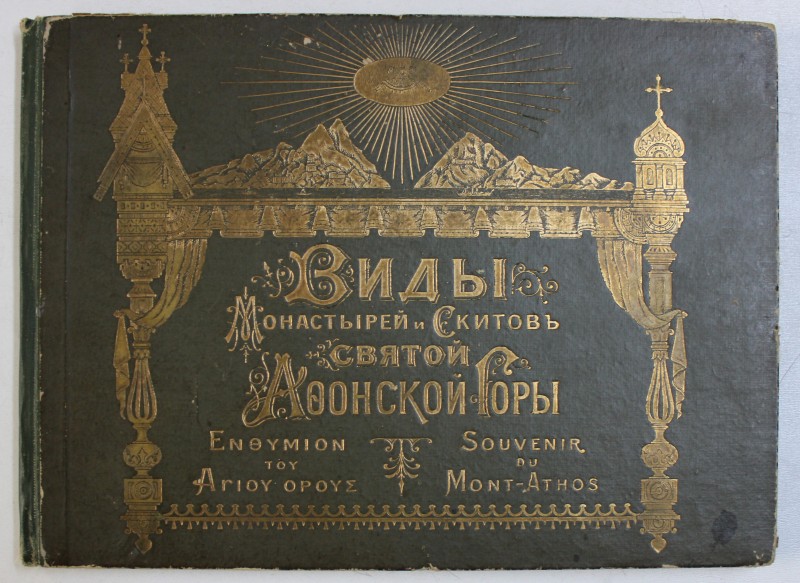 Виды
Монастырей и Скитовъ
Святой
Аѳонской Горы
ΕΝΘΥΜΙΟΝ
ΤΟΥ
ΑΓΙΟΥ ΟΡΟΥΣ
SOUVENIR
DU
MONT-ATHOS